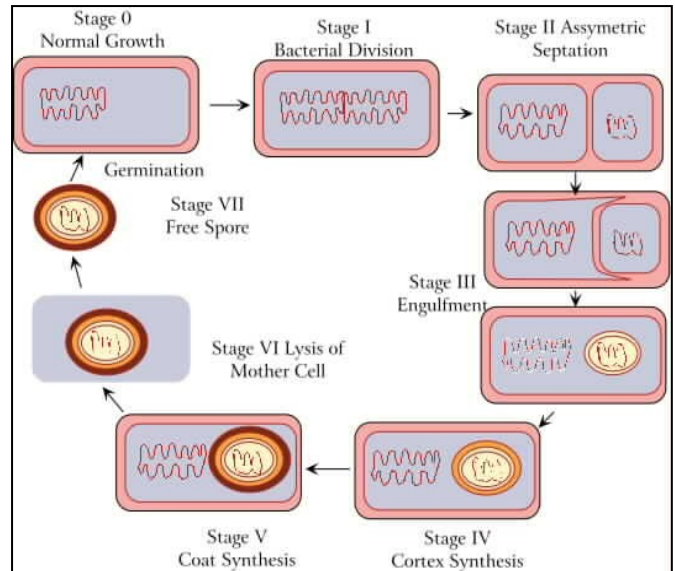 Stage 0
Normal Growth
Stage I
Bacterial Division
Stage II Assymetric
Septation
Germination
Stage VII
Free Spore
Stage III
Engulfment
Stage VI Lysis of
Mother Cell
Stage V
Coat Synthesis
Stage IV
Cortex Synthesis